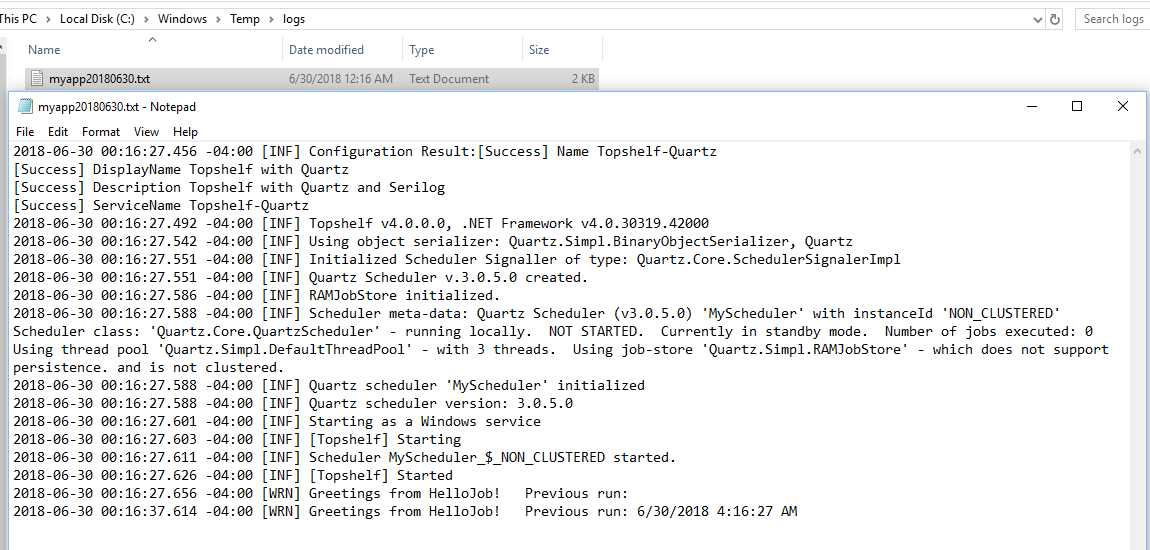 This PC > Local Disk (C:) > Windows > Temp > logs
Search logs
Name Date modified Type Size
myapp20180630.txt 6/30/2018 12:16 AM Text Document 2 KB
myapp20180630.txt - Notepad
File Edit Format View Help
2018-06-30 00:16:27.456 -04:00 [INF] Configuration Result:[Success] Name Topshelf-Quartz
[Success] DisplayName Topshelf with Quartz
[Success] Description Topshelf with Quartz and Serilog
[Success] ServiceName Topshelf-Quartz
2018-06-30 00:16:27.492 -04:00 [INF] Topshelf v4.0.0.0, .NET Framework v4.0.30319.42000
2018-06-30 00:16:27.542 -04:00 [INF] Using object serializer: Quartz.Simpl.BinaryObjectSerializer, Quartz
2018-06-30 00:16:27.551 -04:00 [INF] Initialized Scheduler Signaller of type: Quartz.Core.SchedulerSignalerImpl
2018-06-30 00:16:27.551 -04:00 [INF] Quartz Scheduler v.3.0.5.0 created.
2018-06-30 00:16:27.586 -04:00 [INF] RAMJobStore initialized.
2018-06-30 00:16:27.588 -04:00 [INF] Scheduler meta-data: Quartz Scheduler (v3.0.5.0) 'MyScheduler' with instanceId 'NON_CLUSTERED'
Scheduler class: 'Quartz.Core.QuartzScheduler' - running locally.  NOT STARTED.  Currently in standby mode.  Number of jobs executed: 0
Using thread pool 'Quartz.Simpl.DefaultThreadPool' - with 3 threads.  Using job-store 'Quartz.Simpl.RAMJobStore' - which does not support
persistence. and is not clustered.
2018-06-30 00:16:27.588 -04:00 [INF] Quartz scheduler 'MyScheduler' initialized
2018-06-30 00:16:27.588 -04:00 [INF] Quartz scheduler version: 3.0.5.0
2018-06-30 00:16:27.601 -04:00 [INF] Starting as a Windows service
2018-06-30 00:16:27.603 -04:00 [INF] [Topshelf] Starting
2018-06-30 00:16:27.611 -04:00 [INF] Scheduler MyScheduler_$_NON_CLUSTERED started.
2018-06-30 00:16:27.626 -04:00 [INF] [Topshelf] Started
2018-06-30 00:16:27.656 -04:00 [WRN] Greetings from HelloJob!   Previous run:
2018-06-30 00:16:37.614 -04:00 [WRN] Greetings from HelloJob!   Previous run: 6/30/2018 4:16:27 AM